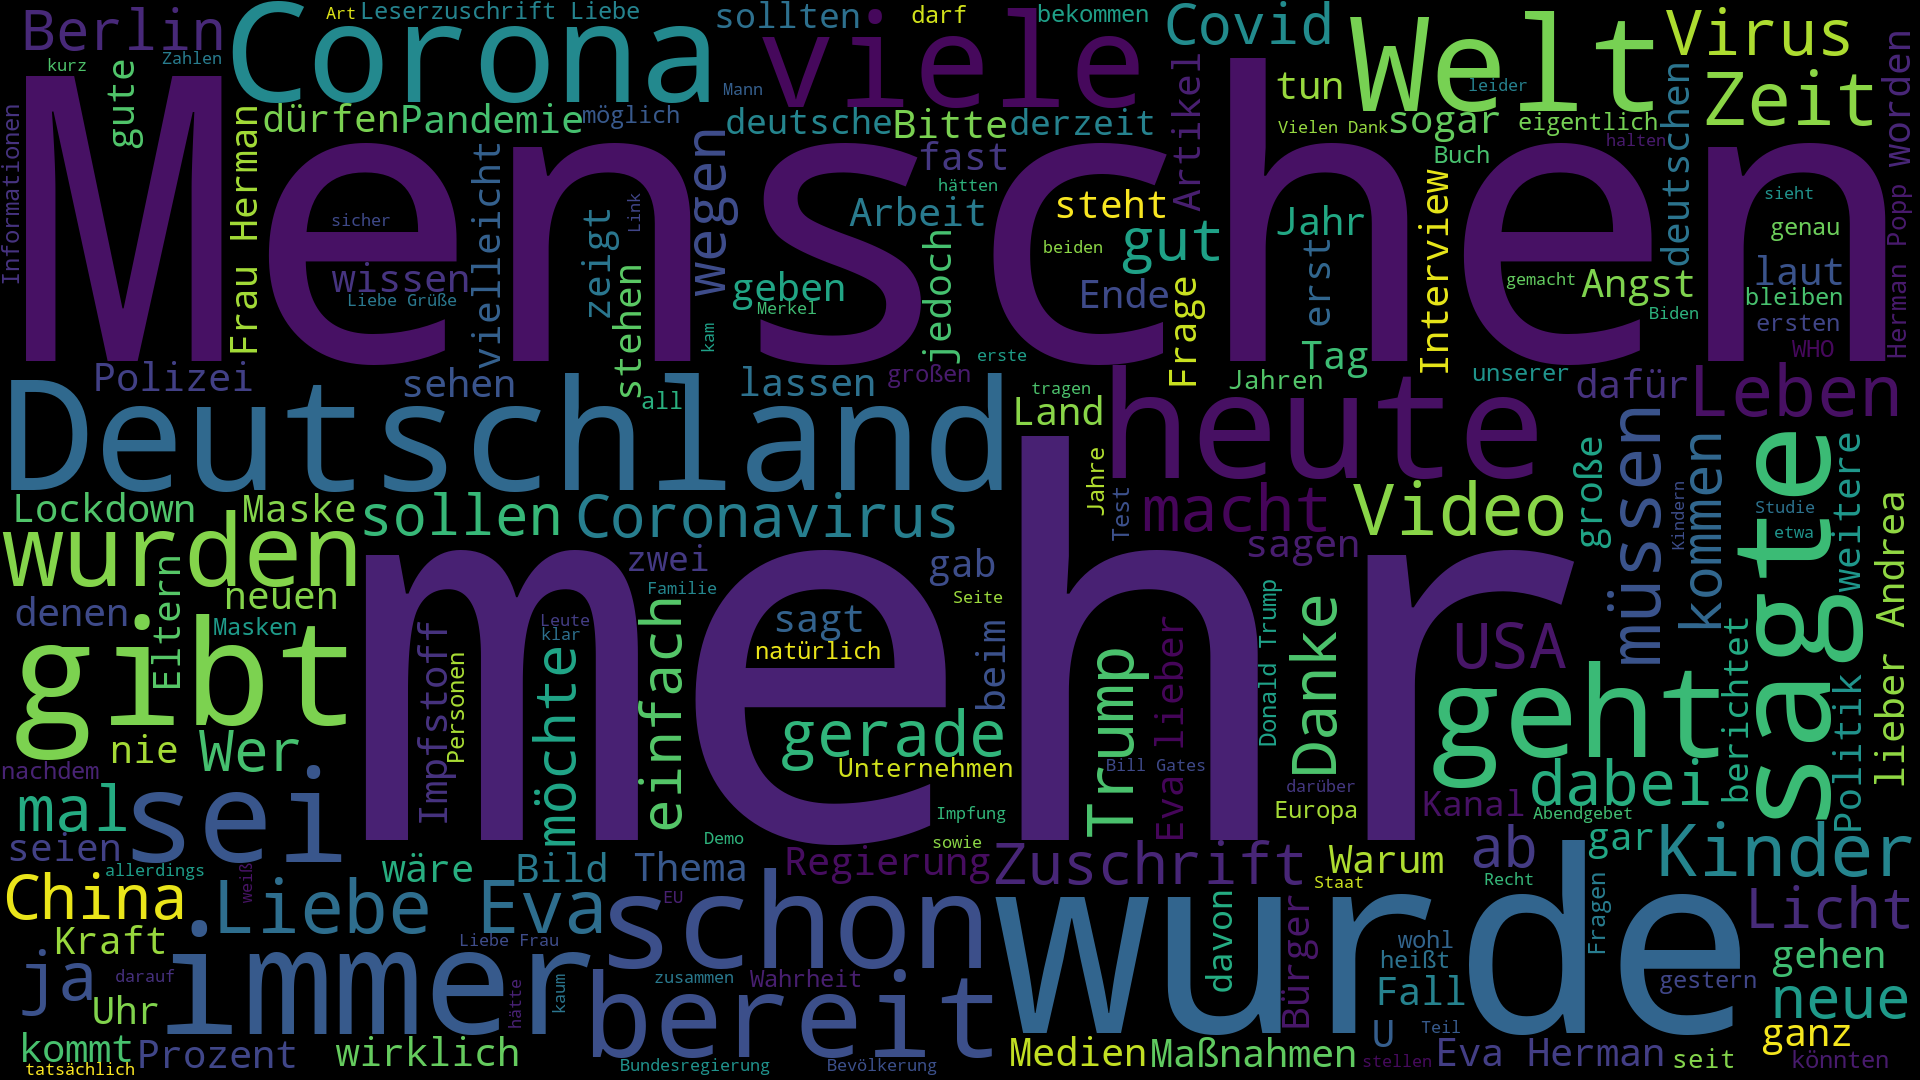 Berlin
Corona
Art
Leserzuschrift Liebe
sollten
viele
darf
bekommen
Covid
Welt
Virus
kurz
Zahlen
gute
Mann
tun
leider
Zeit
worden
Informationen
dürfen
Pandemie
möglich
deutsche
Bitte
derzeit
Artikel
Vielen Dank
sogar
eigentlich
deutschen
halten
Menschen
Frau Herman
vielleicht
wegen
fast
hätten
Buch
Interview
sicher
zeigt
Link
Arbeit
steht
gut
Jahr
sieht
genau
Herman Popp
wissen
Liebe Grüße
stehen
geben
Merkel
jedoch
beiden
Ende
Frage
erst
gemacht
Angst
laut
bleiben
Biden
ersten
WHO
kam
Polizei
sehen
all
lassen
großen
erste
tragen
Tag
Jahren
unserer
dafür
Leben
Deutschland
Land
heute
müssen
kommen
sagte
Lockdown
Maske
sollen
Coronavirus
Jahre
Test
macht
sagen
Video
große
Kindern
Studie
etwa
weitere
lieber Andrea
wurden
mehr
zwei
gab
Eltern
neuen
denen
Masken
Familie
Seite
Leute
klar
sagt
natürlich
beim
Donald Trump
Danke
USA
gibt
Impfstoff
Personen
möchte
einfach
gerade
Trump
Eva lieber
geht
berichtet
Politik
nie
Wer
nachdem
Unternehmen
Bill Gates
darüber
dabei
mal
sei
Impfung
Europa
Kanal
Abendgebet
seien
Demo
sowie
gar
Kinder
allerdings
weiß
wäre
Bild
Thema
Regierung
Zuschrift
Warum
ab
Staat
Recht
China
Liebe
Eva
EU
schon
wurde
davon
Bürger
Fragen
Licht
Kraft
immer
Liebe Frau
wohl
heißt
gehen
ja
darauf
zusammen
Wahrheit
gestern
Uhr
hätte
kaum
bereit
Fall
neue
U
Teil
kommt
Prozent
wirklich
Medien
Maßnahmen
stellen
Eva Herman
seit
ganz
könnten
tatsächlich
Bundesregierung
Bevölkerung